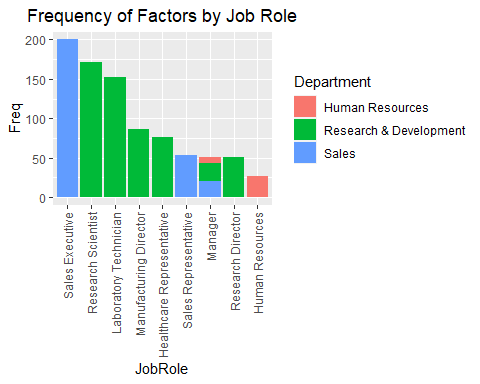 Frequency of Factors by Job Role
200
150
100
50
0
Freq
Sales Executive
Research Scientist
Laboratory Technician
Manufacturing Director
Healthcare Representative
Sales Representative
Manager
Research Director
Human Resources
JobRole
Department
Human Resources
Research & Development
Sales